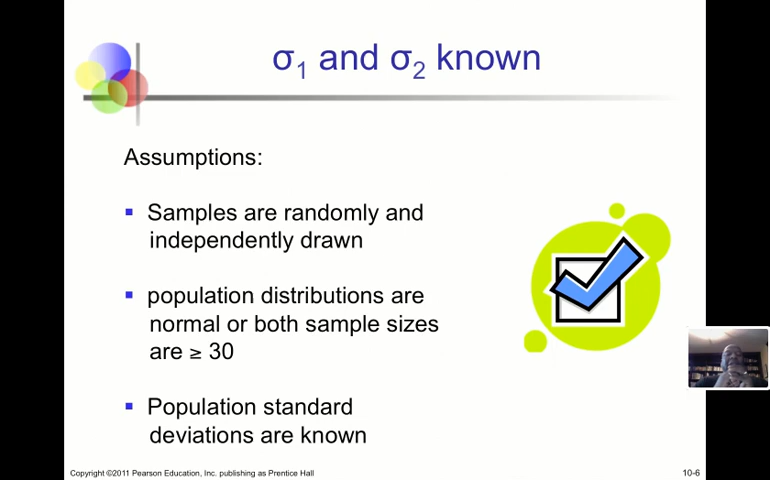 σ1 and σ2 known
Assumptions:
▪ Samples are randomly and
independently drawn
▪ population distributions are
normal or both sample sizes
are ≥ 30
▪ Population standard
deviations are known
Copyright ©2011 Pearson Education, Inc. publishing as Prentice Hall
10-6